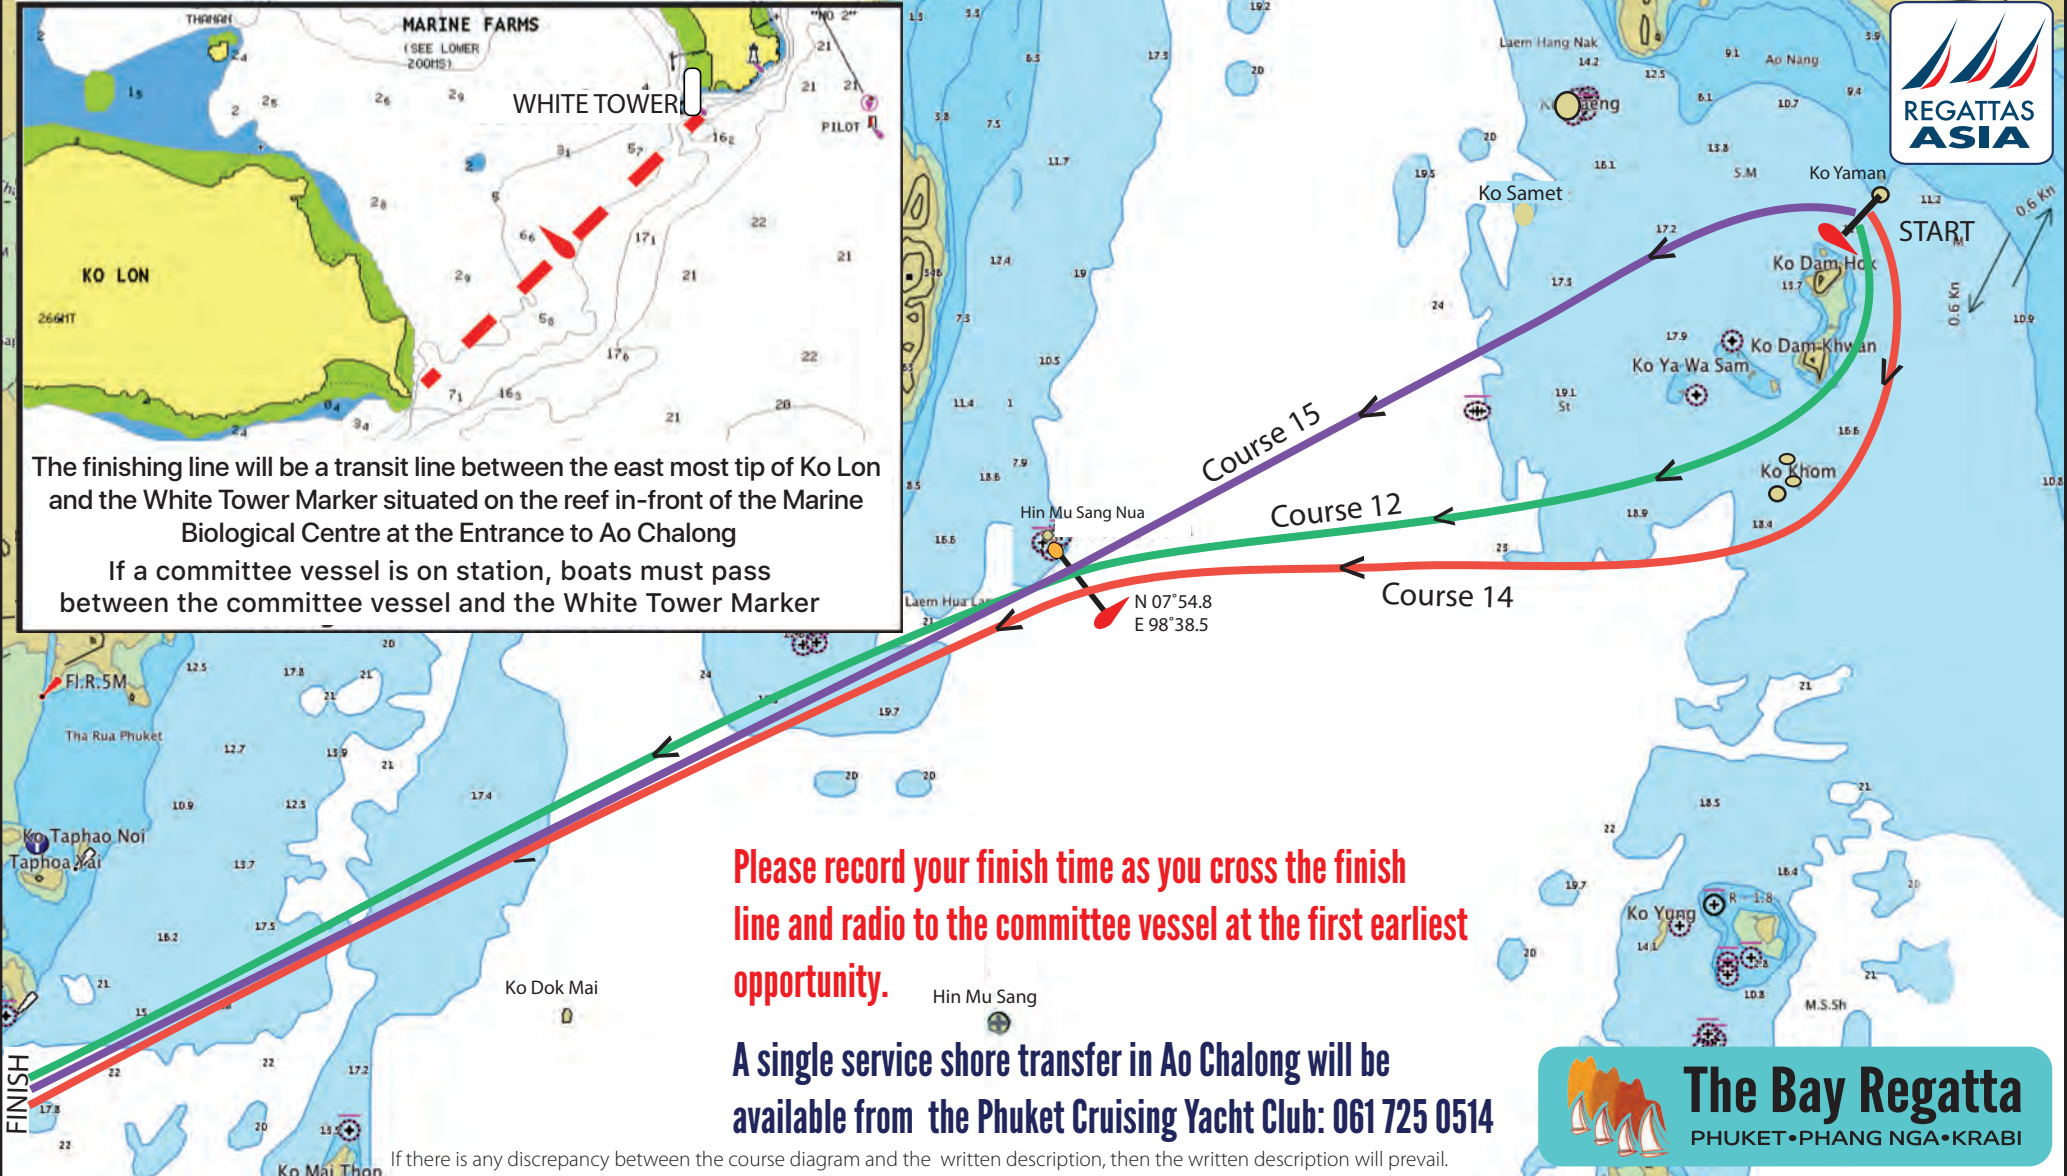 THANAN
MARINE FARMS
(SEE LOWER
ZOOMS)
"NO 2"
WHITE TOWER
PILOT
KO LON
266MT
The finishing line will be a transit line between the east most tip of Ko Lon
and the White Tower Marker situated on the reef in-front of the Marine
Biological Centre at the Entrance to Ao Chalong
If a committee vessel is on station, boats must pass
between the committee vessel and the White Tower Marker
REGATTAS
ASIA
Laem Hang Nak
Ao Nang
Ko Samet
S.M
Ko Yaman
START
0.6 Kn
0.6 Kn
Ko Dam Hok
Ko Dam Khwan
Ko Ya Wa Sam
St
Ko Khom
Course 15
Course 12
Course 14
Hin Mu Sang Nua
N 07˚54.8
E 98˚38.5
Fl.R.5M
Tha Rua Phuket
Ko Taphao Noi
Taphoa Yai
Please record your finish time as you cross the finish
line and radio to the committee vessel at the first earliest
opportunity.
Ko Dok Mai
Hin Mu Sang
Ko Yung
M.S.Sh
A single service shore transfer in Ao Chalong will be
available from the Phuket Cruising Yacht Club: 061 725 0514
FINISH
The Bay Regatta
PHUKET•PHANG NGA•KRABI
Ko Mai Thon
If there is any discrepancy between the course diagram and the written description, then the written description will prevail.